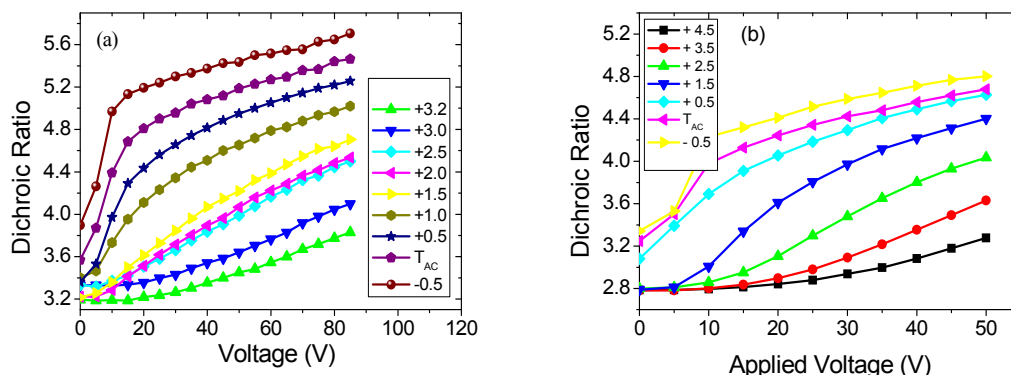 (a)
Dichroic Ratio
5.6
5.2
4.8
4.4
4.0
3.6
3.2
0 20 40 60 80 100 120
Voltage (V)
+3.2
+3.0
+2.5
+2.0
+1.5
+1.0
+0.5
TAC
-0.5
(b)
Dichroic Ratio
5.2
4.8
4.4
4.0
3.6
3.2
2.8
0 10 20 30 40 50
Applied Voltage (V)
+ 4.5
+ 3.5
+ 2.5
+ 1.5
+ 0.5
TAC
- 0.5